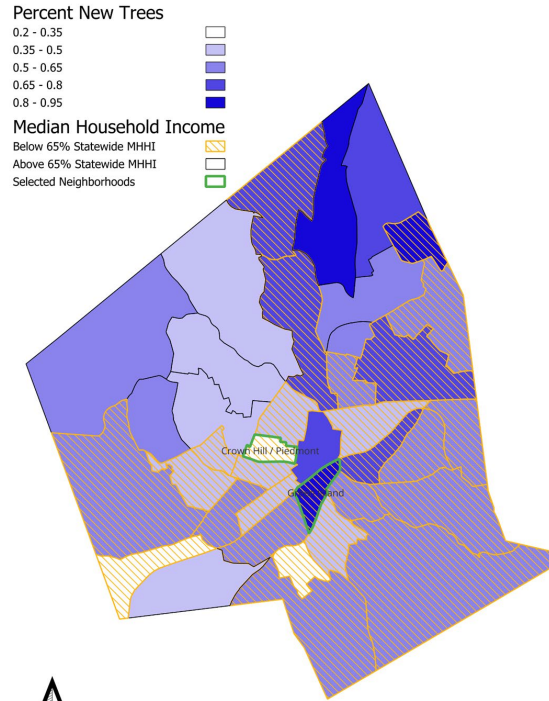 Percent New Trees
0.2 - 0.35
0.35 - 0.5
0.5 - 0.65
0.65 - 0.8
0.8 - 0.95
Median Household Income
Below 65% Statewide MHHI
Above 65% Statewide MHHI
Selected Neighborhoods
Crown Hill / Piedmont